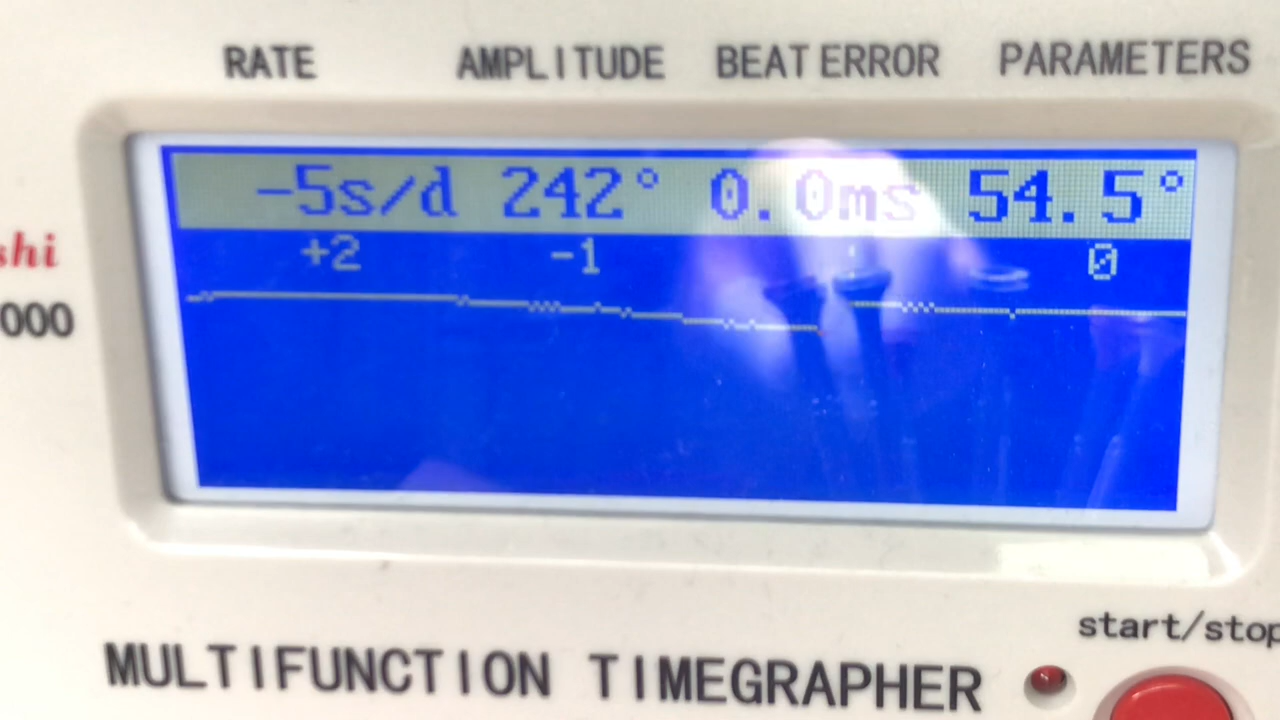 RATE AMPLITUDE BEAT ERROR PARAMETERS
-5s/d 242° 0.0ms 54.5°
+2 -1 0
shi
000
start/stop
MULTIFUNCTION TIMEGRAPHER